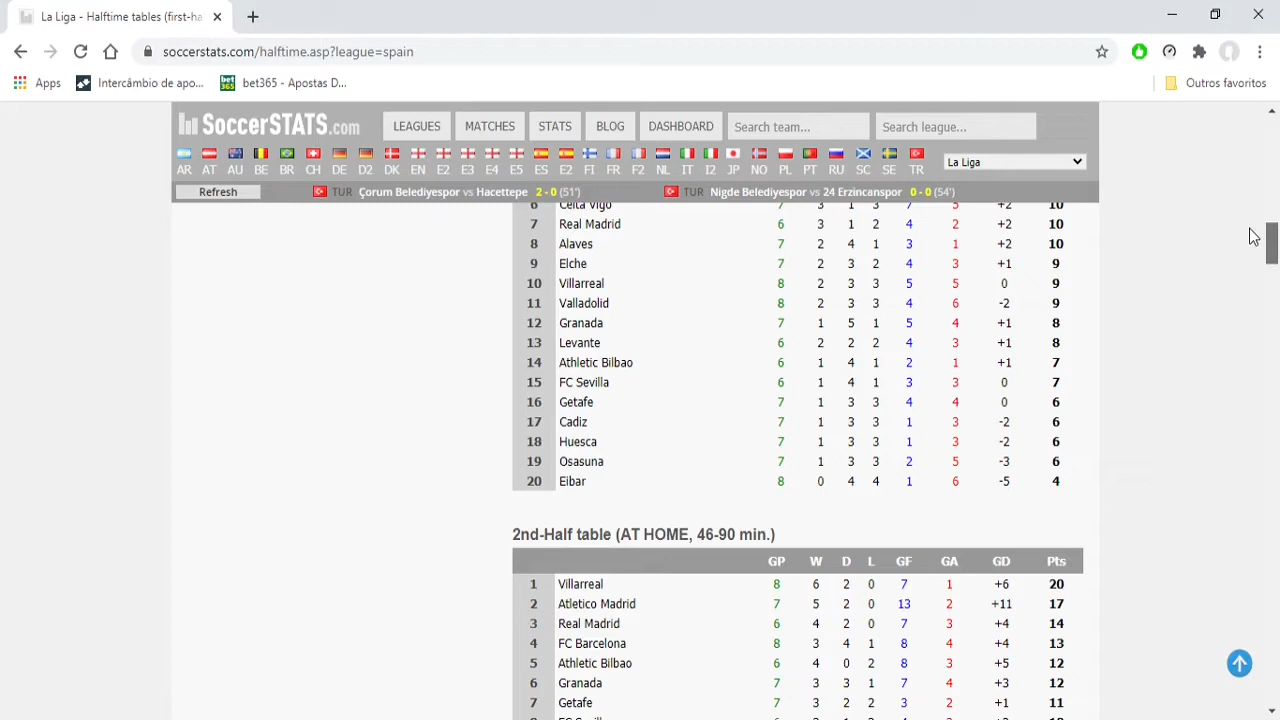 La Liga - Halftime tables (first-ha
soccerstats.com/halftime.asp?league=spain
Apps Intercâmbio de apo... bet365 - Apostas D... Outros favoritos
SoccerSTATS.com LEAGUES MATCHES STATS BLOG DASHBOARD Search team... Search league...
AR AT AU BE BR CH DE D2 DK EN E2 E3 E4 E5 ES E2 FI FR F2 NL IT I2 JP NO PL PT RU SC SE TR La Liga
Refresh TUR Çorum Belediyespor vs Hacettepe 2 - 0 (51') TUR Nigde Belediyespor vs 24 Erzincanspor 0 - 0 (54')
6 Celta Vigo 7 3 1 3 7 5 +2 10
7 Real Madrid 6 3 1 2 4 2 +2 10
8 Alaves 7 2 4 1 3 1 +2 10
9 Elche 7 2 3 2 4 3 +1 9
10 Villarreal 8 2 3 3 5 5 0 9
11 Valladolid 8 2 3 3 4 6 -2 9
12 Granada 7 1 5 1 5 4 +1 8
13 Levante 6 2 2 2 4 3 +1 8
14 Athletic Bilbao 6 1 4 1 2 1 +1 7
15 FC Sevilla 6 1 4 1 3 3 0 7
16 Getafe 7 1 3 3 4 4 0 6
17 Cadiz 7 1 3 3 1 3 -2 6
18 Huesca 7 1 3 3 1 3 -2 6
19 Osasuna 7 1 3 3 2 5 -3 6
20 Eibar 8 0 4 4 1 6 -5 4
2nd-Half table (AT HOME, 46-90 min.)
GP W D L GF GA GD Pts
1 Villarreal 8 6 2 0 7 1 +6 20
2 Atletico Madrid 7 5 2 0 13 2 +11 17
3 Real Madrid 6 4 2 0 7 3 +4 14
4 FC Barcelona 8 3 4 1 8 4 +4 13
5 Athletic Bilbao 6 4 0 2 8 3 +5 12
6 Granada 7 3 3 1 7 4 +3 12
7 Getafe 7 3 2 2 3 2 +1 11